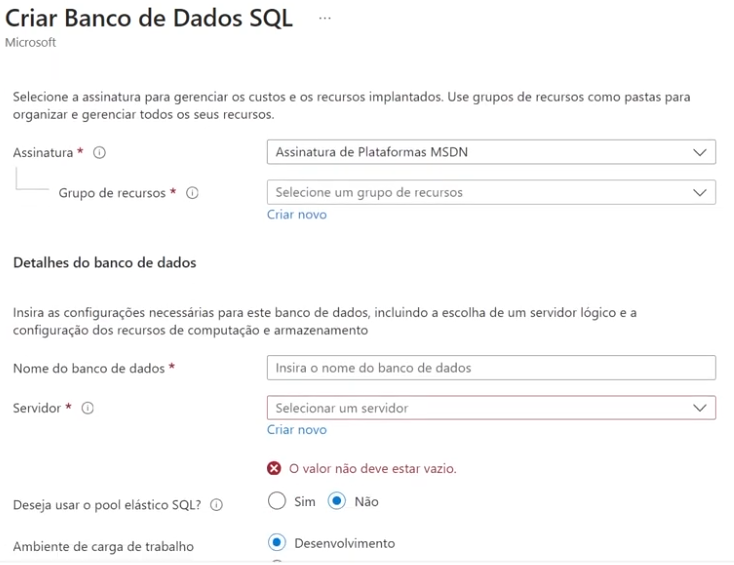 Criar Banco de Dados SQL ...
Microsoft
Selecione a assinatura para gerenciar os custos e os recursos implantados. Use grupos de recursos como pastas para
organizar e gerenciar todos os seus recursos.
Assinatura *
Assinatura de Plataformas MSDN
Grupo de recursos *
Selecione um grupo de recursos
Criar novo
Detalhes do banco de dados
Insira as configurações necessárias para este banco de dados, incluindo a escolha de um servidor lógico e a
configuração dos recursos de computação e armazenamento
Nome do banco de dados *
Insira o nome do banco de dados
Servidor *
Selecionar um servidor
Criar novo
O valor não deve estar vazio.
Deseja usar o pool elástico SQL?
Sim
Não
Ambiente de carga de trabalho
Desenvolvimento